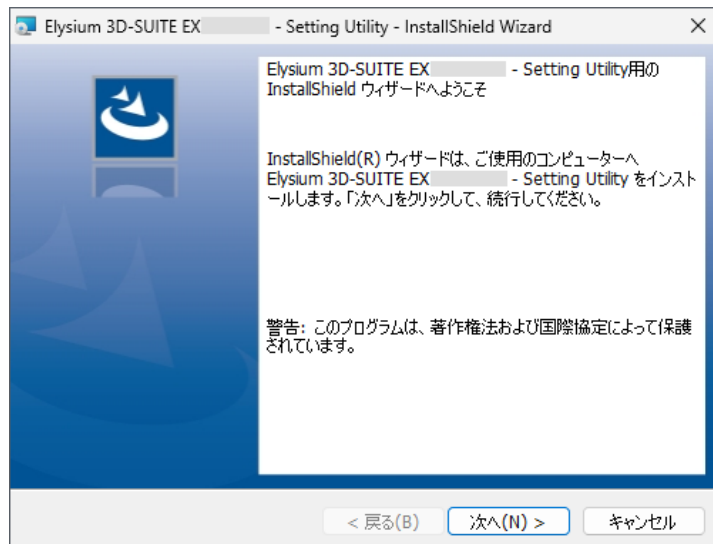 Elysium 3D-SUITE EX - Setting Utility - InstallShield Wizard
Elysium 3D-SUITE EX - Setting Utility用の
InstallShield ウィザードへようこそ
InstallShield(R) ウィザードは、ご使用のコンピューターへ
Elysium 3D-SUITE EX - Setting Utility をインスト
ールします。「次へ」をクリックして、続行してください。
警告: このプログラムは、著作権法および国際協定によって保護
されています。
< 戻る(B)
次へ(N) >
キャンセル